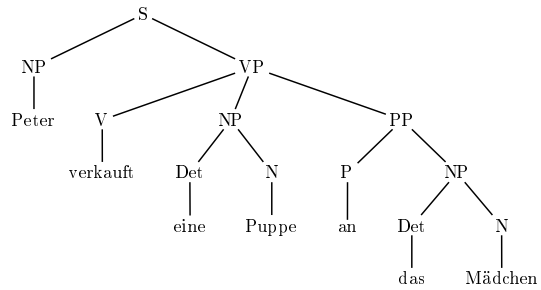 S
NP VP
Peter V NP PP
verkauft Det N P NP
eine Puppe an Det N
das Mädchen